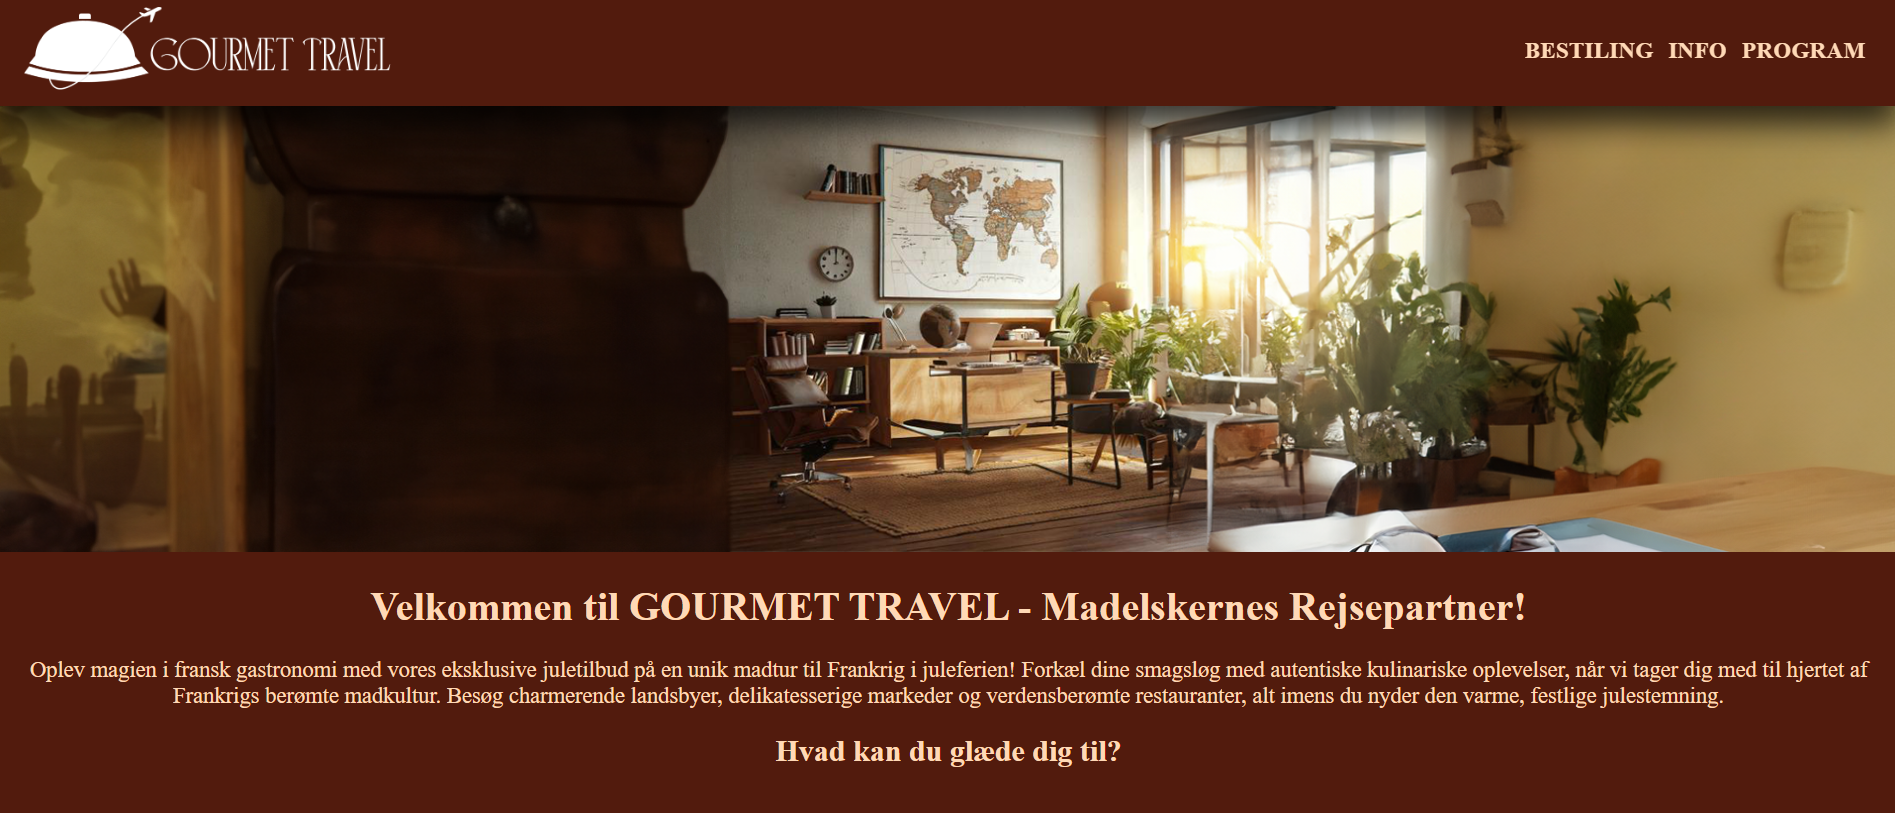 GOURMET TRAVEL
BESTILING INFO PROGRAM
Velkommen til GOURMET TRAVEL - Madelskernes Rejsepartner!
Oplev magien i fransk gastronomi med vores eksklusive juletilbud på en unik madtur til Frankrig i juleferien! Forkæl dine smagsløg med autentiske kulinariske oplevelser, når vi tager dig med til hjertet af
Frankrigs berømte madkultur. Besøg charmerende landsbyer, delikatesserige markeder og verdensberømte restauranter, alt imens du nyder den varme, festlige julestemning.
Hvad kan du glæde dig til?